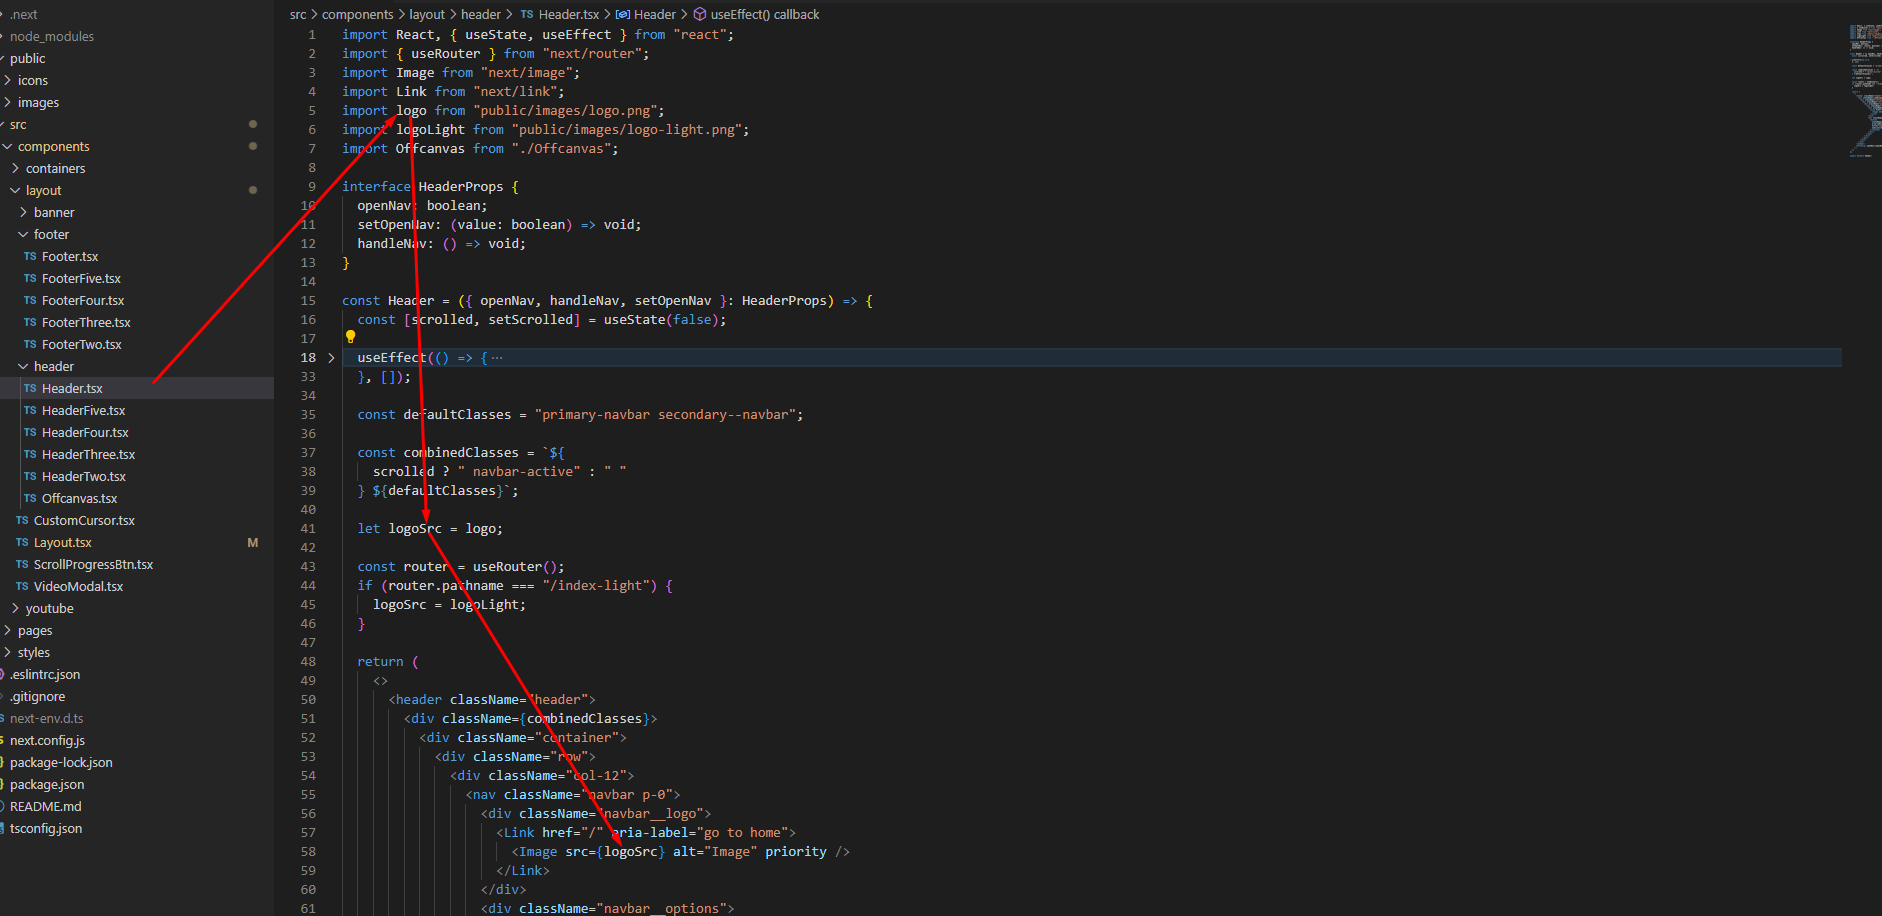 .next
node_modules
public
icons
images
src
components
containers
layout
banner
footer
TS Footer.tsx
TS FooterFive.tsx
TS FooterFour.tsx
TS FooterThree.tsx
TS FooterTwo.tsx
header
TS Header.tsx
TS HeaderFive.tsx
TS HeaderFour.tsx
TS HeaderThree.tsx
TS HeaderTwo.tsx
TS Offcanvas.tsx
TS CustomCursor.tsx
TS Layout.tsx M
TS ScrollProgressBtn.tsx
TS VideoModal.tsx
youtube
pages
styles
.eslintrc.json
.gitignore
next-env.d.ts
next.config.js
package-lock.json
package.json
README.md
tsconfig.json
src > components > layout > header > TS Header.tsx > Header > useEffect() callback
1 import React, { useState, useEffect } from "react";
2 import { useRouter } from "next/router";
3 import Image from "next/image";
4 import Link from "next/link";
5 import logo from "public/images/logo.png";
6 import logoLight from "public/images/logo-light.png";
7 import Offcanvas from "./Offcanvas";
8
9 interface HeaderProps {
10 openNav: boolean;
11 setOpenNav: (value: boolean) => void;
12 handleNav: () => void;
13 }
14
15 const Header = ({ openNav, handleNav, setOpenNav }: HeaderProps) => {
16 const [scrolled, setScrolled] = useState(false);
17
18 useEffect(() => { ⋯
33 }, []);
34
35 const defaultClasses = "primary-navbar secondary--navbar";
36
37 const combinedClasses = `${
38 scrolled ? " navbar-active" : " "
39 } ${defaultClasses}`;
40
41 let logoSrc = logo;
42
43 const router = useRouter();
44 if (router.pathname === "/index-light") {
45 logoSrc = logoLight;
46 }
47
48 return (
49 <>
50 <header className="header">
51 <div className={combinedClasses}>
52 <div className="container">
53 <div className="row">
54 <div className="col-12">
55 <nav className="navbar p-0">
56 <div className="navbar__logo">
57 <Link href="/" aria-label="go to home">
58 <Image src={logoSrc} alt="Image" priority />
59 </Link>
60 </div>
61 <div className="navbar__options">